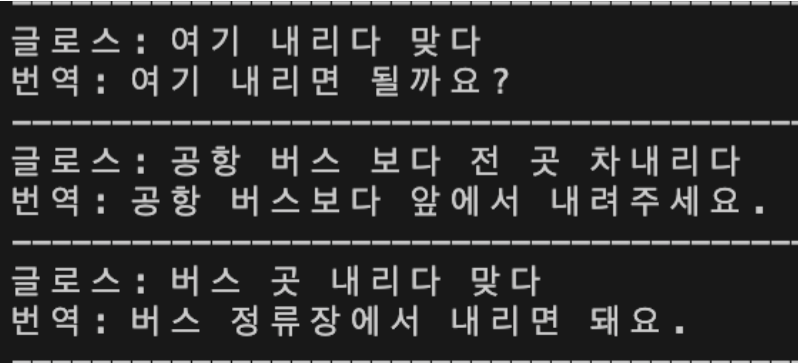 글로스: 여기 내리다 맞다
번역: 여기 내리면 될까요?
글로스: 공항 버스 보다 전 곳 차내리다
번역: 공항 버스보다 앞에서 내려주세요.
글로스: 버스 곳 내리다 맞다
번역: 버스 정류장에서 내리면 돼요.